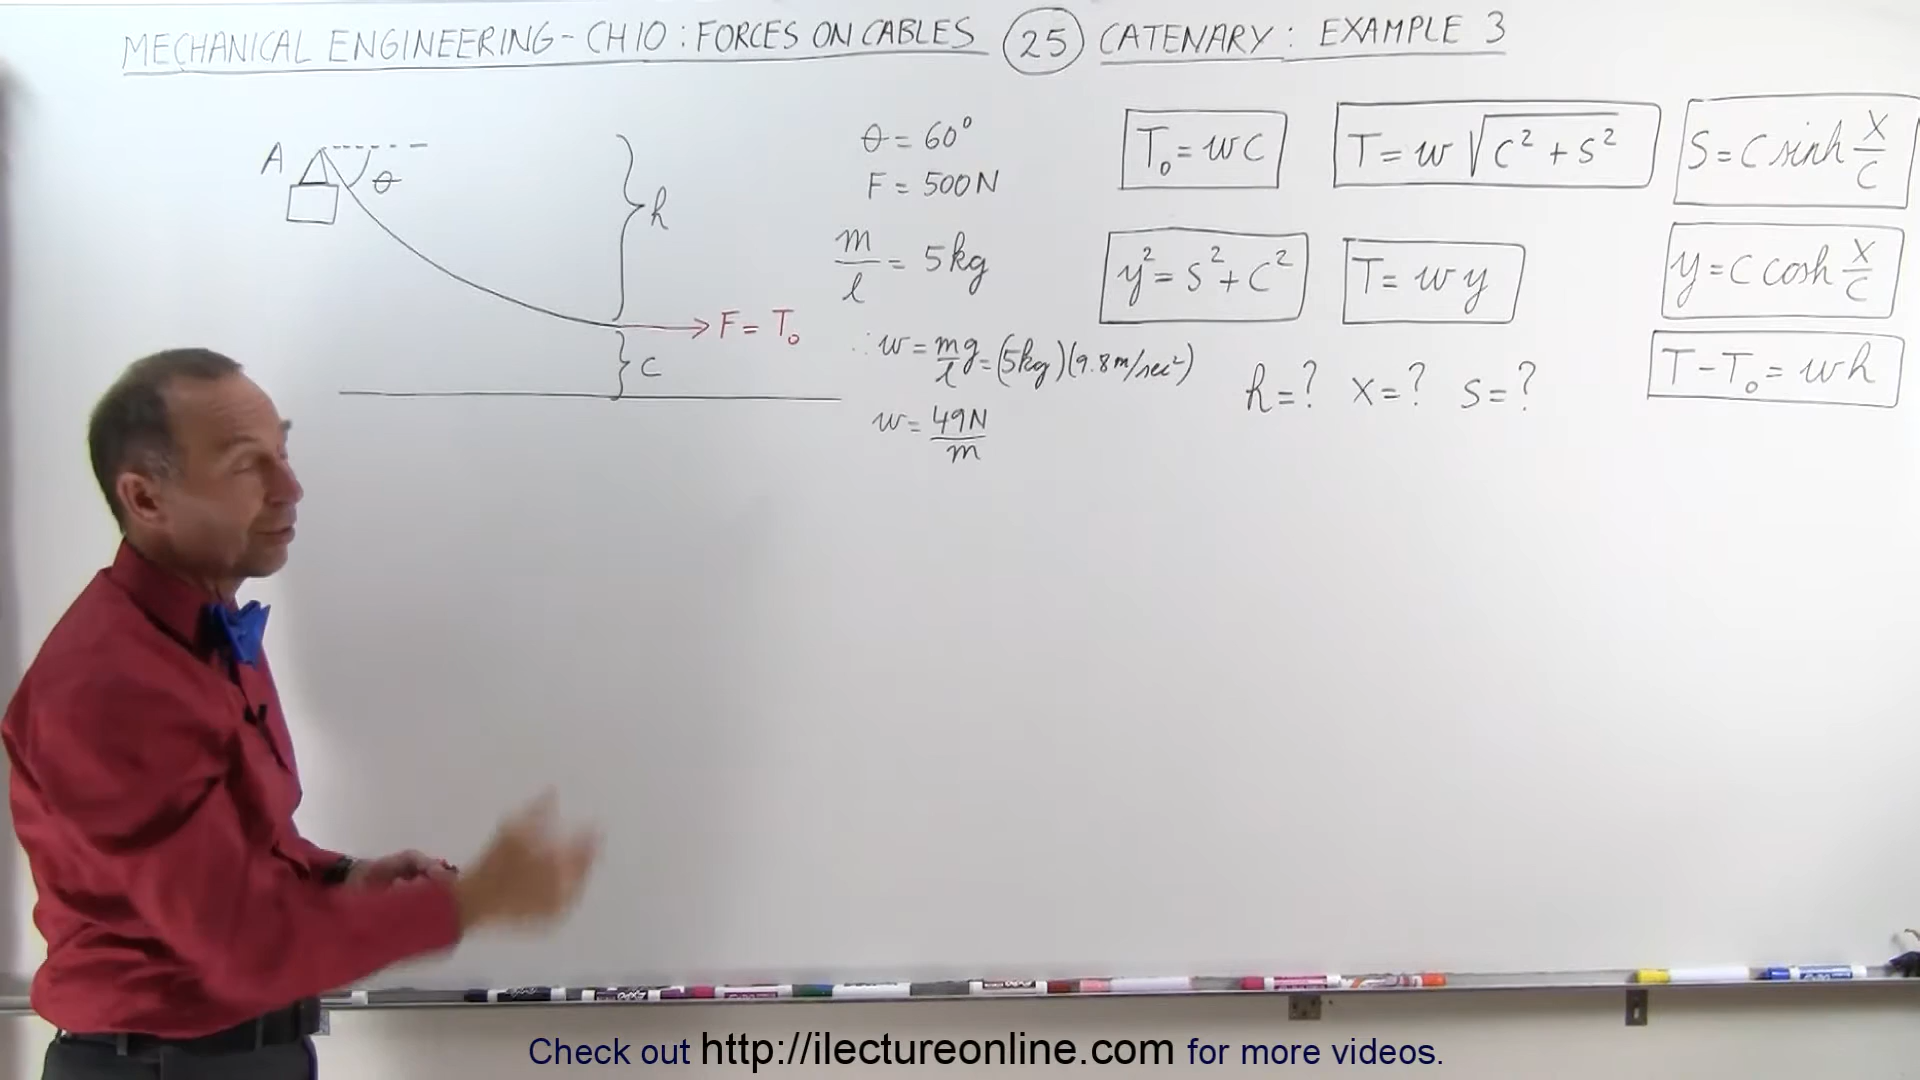 MECHANICAL ENGINEERING - CH 10 : FORCES ON CABLES (25) CATENARY : EXAMPLE 3
A
θ
h
F = T₀
C
θ = 60°
F = 500N
m/l = 5kg
∴ w = m/l g = (5kg)(9.8m/sec²)
w = 49N/m
T₀ = wC
T = w √(C² + S²)
S = C sinh X/C
y² = S² + C²
T = wy
y = C cosh X/C
T - T₀ = wh
h = ? X = ? S = ?
Check out http://ilectureonline.com for more videos.